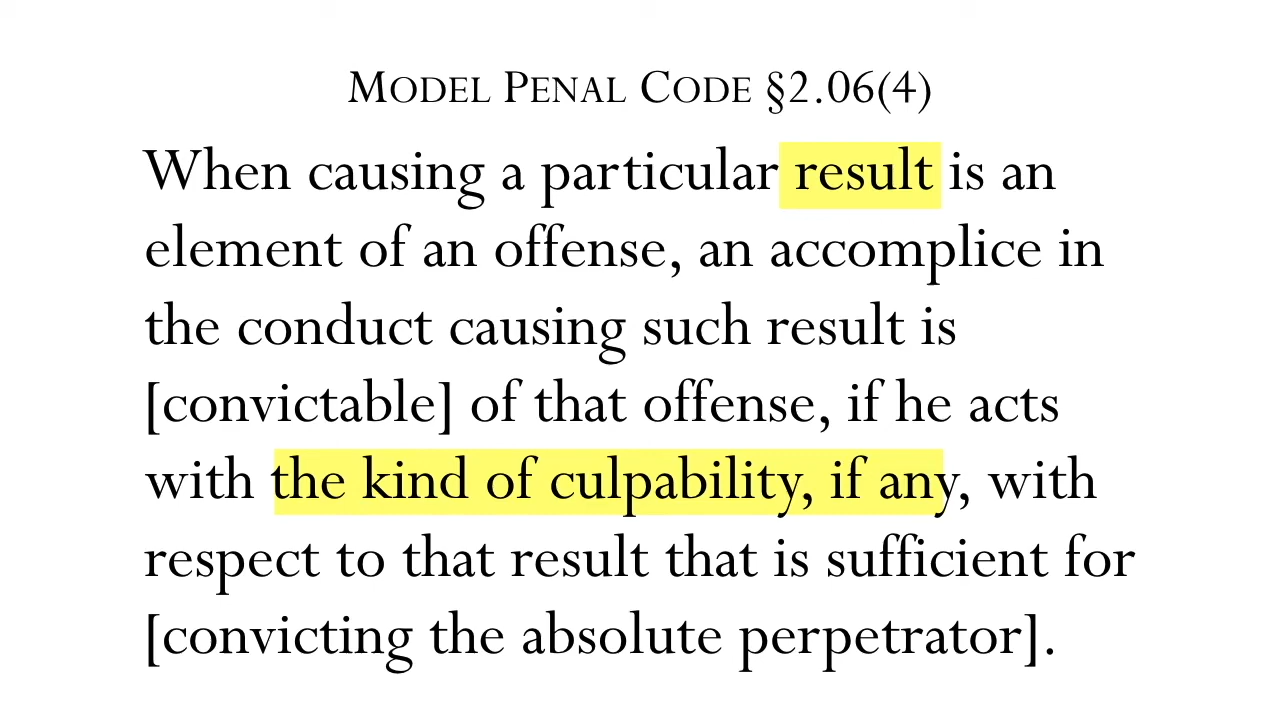 MODEL PENAL CODE §2.06(4)
When causing a particular result is an
element of an offense, an accomplice in
the conduct causing such result is
[convictable] of that offense, if he acts
with the kind of culpability, if any, with
respect to that result that is sufficient for
[convicting the absolute perpetrator].